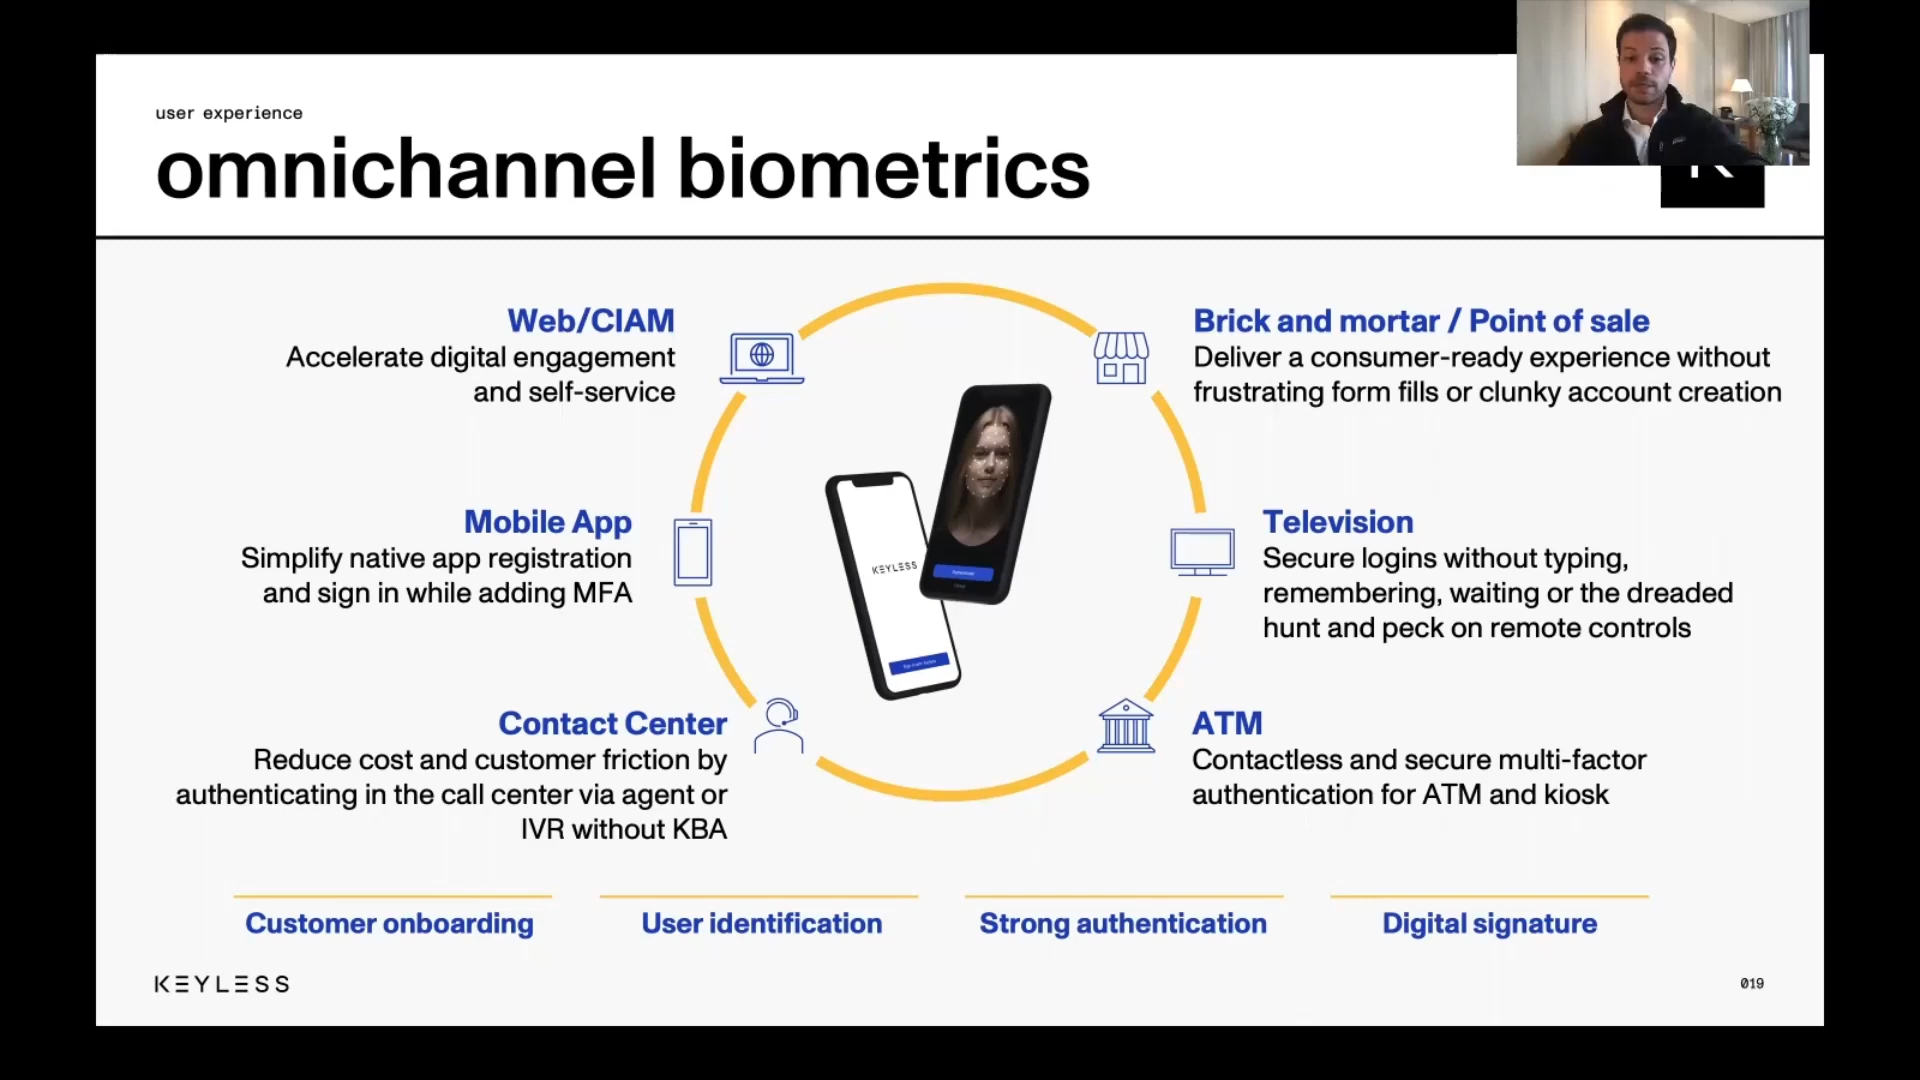 user experience
omnichannel biometrics
Web/CIAM
Accelerate digital engagement
and self-service
Brick and mortar / Point of sale
Deliver a consumer-ready experience without
frustrating form fills or clunky account creation
Mobile App
Simplify native app registration
and sign in while adding MFA
Television
Secure logins without typing,
remembering, waiting or the dreaded
hunt and peck on remote controls
KEYLESS
Contact Center
Reduce cost and customer friction by
authenticating in the call center via agent or
IVR without KBA
ATM
Contactless and secure multi-factor
authentication for ATM and kiosk
Customer onboarding
User identification
Strong authentication
Digital signature
KEYLESS
019